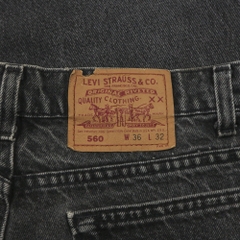 LEVI STRAUSS & CO.
ORIGINAL RIVETED
QUALITY CLOTHING
XX
560 W 36 L 32